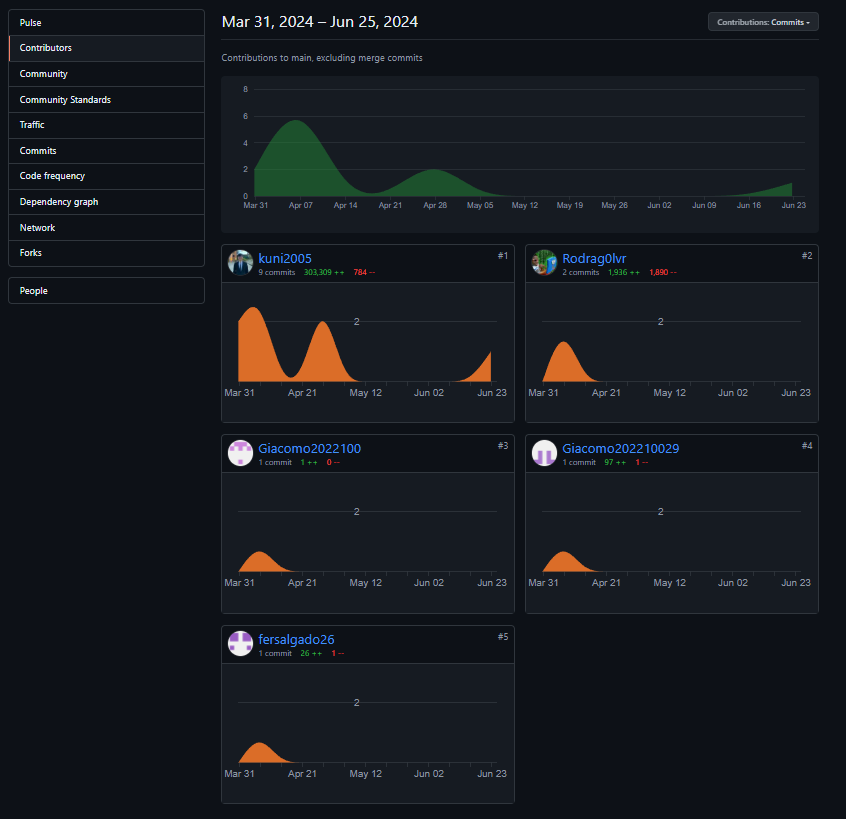 Pulse
Contributors
Community
Community Standards
Traffic
Commits
Code frequency
Dependency graph
Network
Forks
People
Mar 31, 2024 – Jun 25, 2024
Contributions: Commits
Contributions to main, excluding merge commits
8
6
4
2
0
Mar 31 Apr 07 Apr 14 Apr 21 Apr 28 May 05 May 12 May 19 May 26 Jun 02 Jun 09 Jun 16 Jun 23
kuni2005 #1
9 commits 303,309 ++ 784 --
2
Mar 31 Apr 21 May 12 Jun 02 Jun 23
Rodrag0lvr #2
2 commits 1,936 ++ 1,890 --
2
Mar 31 Apr 21 May 12 Jun 02 Jun 23
Giacomo2022100 #3
1 commit 1 ++ 0 --
2
Mar 31 Apr 21 May 12 Jun 02 Jun 23
Giacomo202210029 #4
1 commit 97 ++ 1 --
2
Mar 31 Apr 21 May 12 Jun 02 Jun 23
fersalgado26 #5
1 commit 26 ++ 1 --
2
Mar 31 Apr 21 May 12 Jun 02 Jun 23